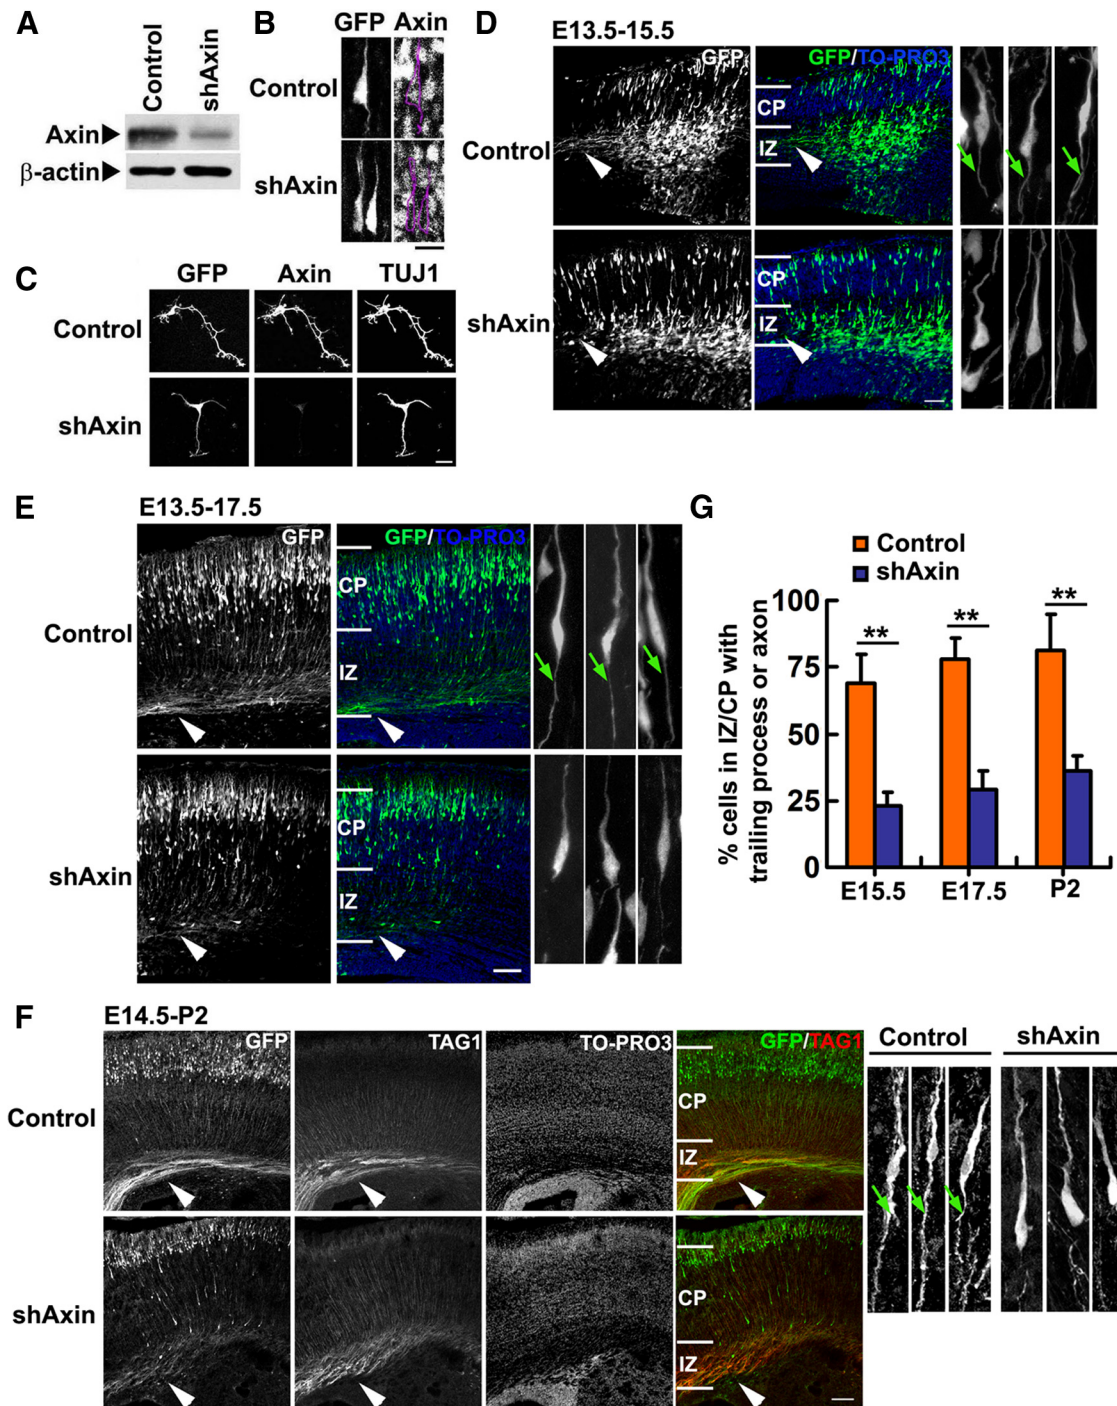 A
Control
shAxin
Axin
β-actin
B
GFP Axin
Control
shAxin
C
GFP Axin TUJ1
Control
shAxin
D
E13.5-15.5
GFP
GFP/TO-PRO3
CP
IZ
Control
CP
IZ
shAxin
E
E13.5-17.5
GFP
GFP/TO-PRO3
CP
IZ
Control
CP
IZ
shAxin
G
Control
shAxin
% cells in IZ/CP with
trailing process or axon
100
75
50
25
0
** ** **
E15.5 E17.5 P2
F
E14.5-P2
GFP TAG1 TO-PRO3 GFP/TAG1
Control
CP
IZ
shAxin
CP
IZ
Control shAxin